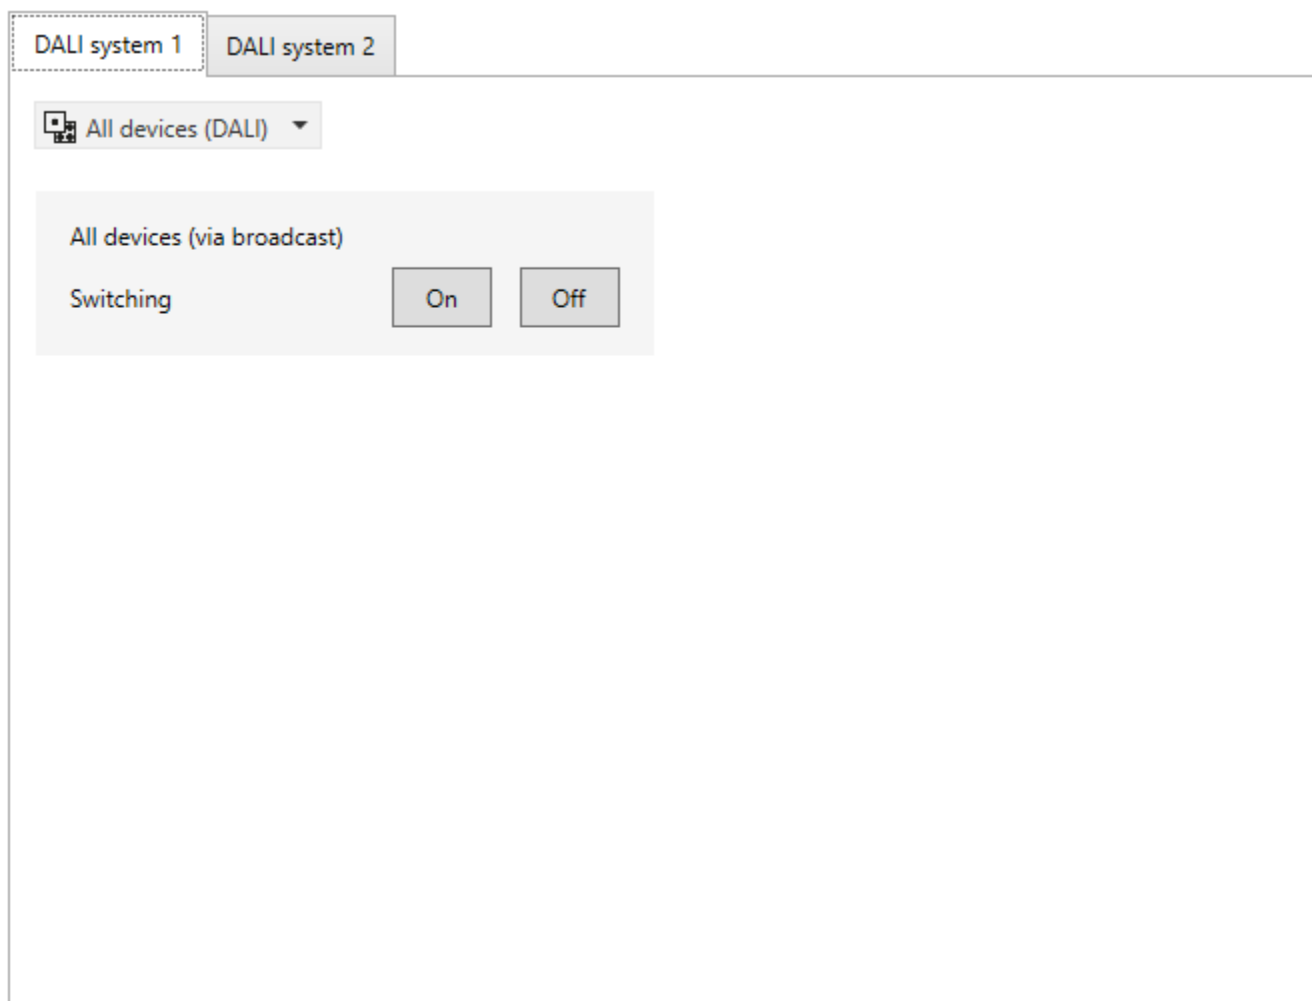 DALI system 1
DALI system 2
All devices (DALI)
All devices (via broadcast)
Switching On Off